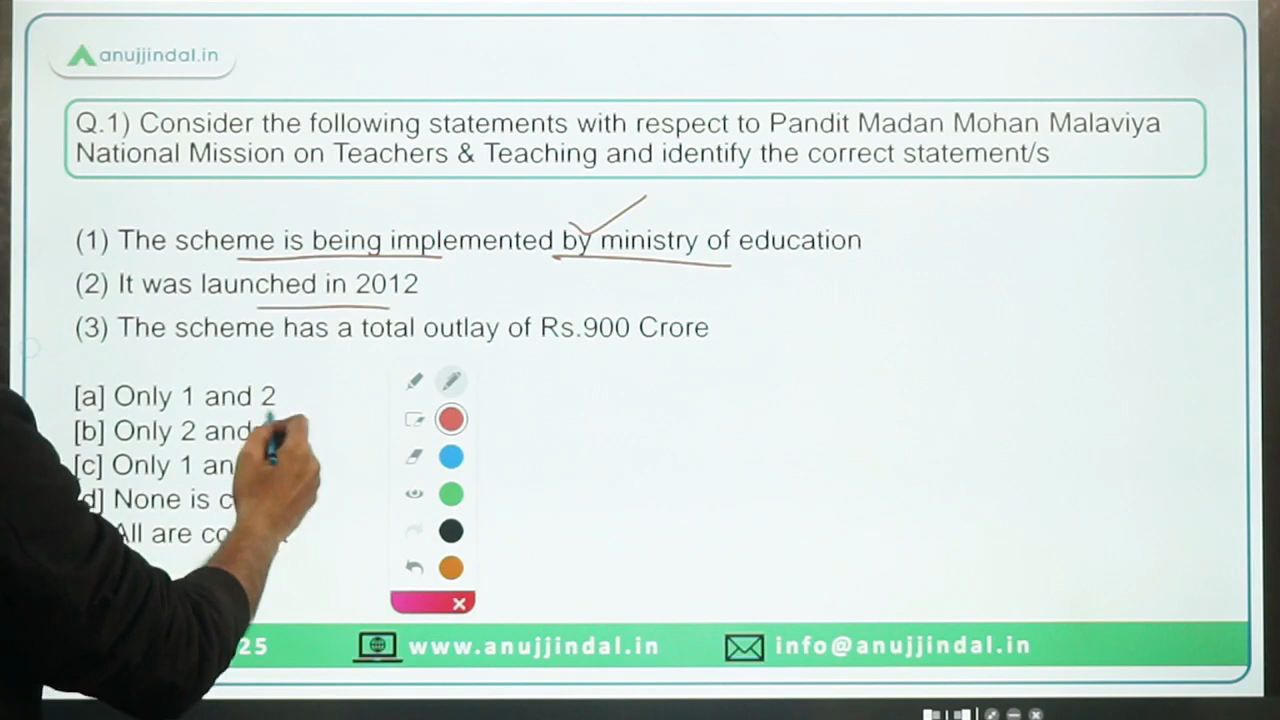 anujjindal.in
Q.1) Consider the following statements with respect to Pandit Madan Mohan Malaviya
National Mission on Teachers & Teaching and identify the correct statement/s
(1) The scheme is being implemented by ministry of education
(2) It was launched in 2012
(3) The scheme has a total outlay of Rs.900 Crore
[a] Only 1 and 2
[b] Only 2 and
[c] Only 1 an
d] None is c
All are co
25 www.anujjindal.in info@anujjindal.in